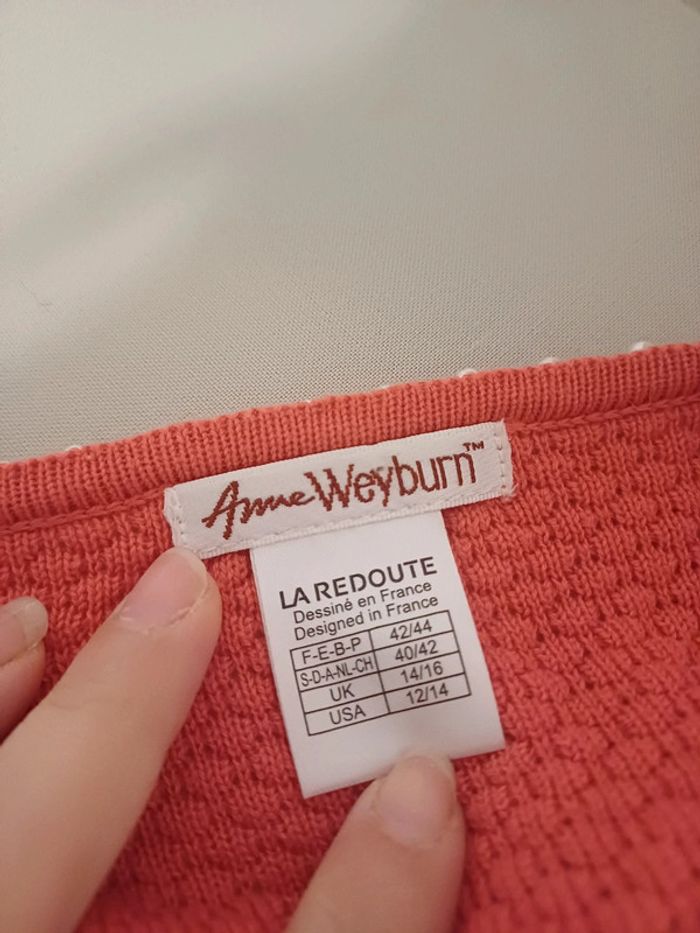 Anne Weyburn™
LA REDOUTE
Dessiné en France
Designed in France
F-E-B-P 42/44
S-D-A-NL-CH 40/42
UK 14/16
USA 12/14